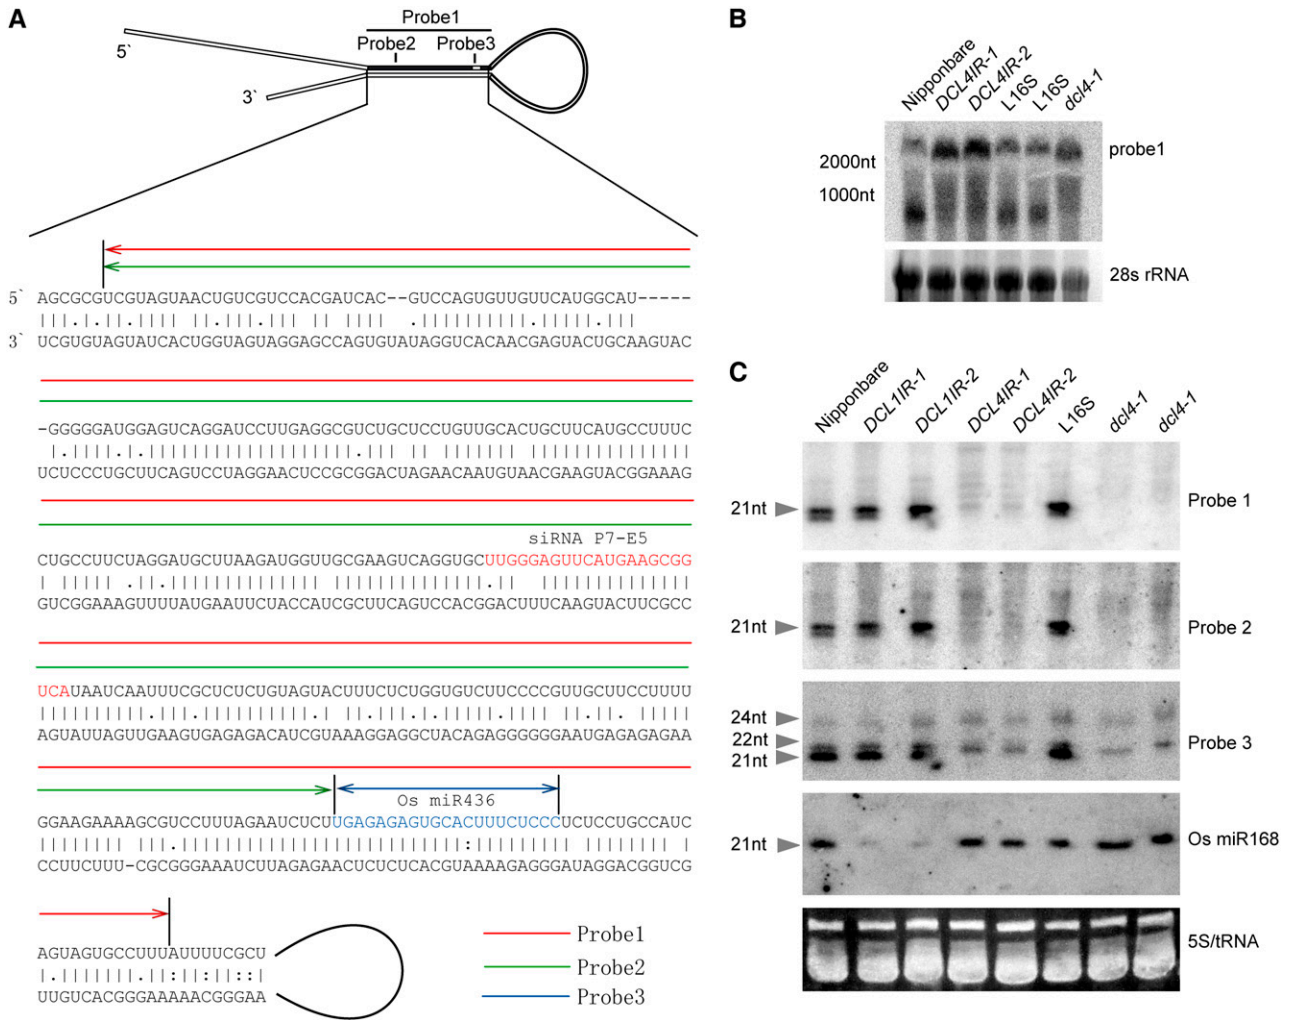 A
Probe1
Probe2 Probe3
5`
3`
5` AGCGCGUCGUAGUAACUGUCGUCCACGAUCAC--GUCCAGUGUUGUUCAUGGCAU-----
3` UCGUGUAGUAUCACUGGUAGUAGGAGCCAGUGUAUAGGUCACAACGAGUACUGCAAGUAC
-GGGGGAUGGAGUCAGGAUCCUUGAGGCGUCUGCUCCUGUUGCACUGCUUCAUGCCUUUC
UCUCCCUGCUUCAGUCCUAGGAACUCCGCGGACUAGAACAAUGUAACGAAGUACGGAAAG
siRNA P7-E5
CUGCCUUCUAGGAUGCUUAAGAUGGUUGCGAAGUCAGGUGCUUGGGAGUUCAUGAAGCGG
GUCGGAAAGUUUUAUGAAUUCUACCAUCGCUUCAGUCCACGGACUUUCAAGUACUUCGCC
UCAUAAUCAAUUUCGCUCUCUGUAGUACUUUCUCUGGUGUCUUCCCCGUUGCUUCCUUUU
AGUAUUAGUUGAAGUGAGAGACAUCGUAAAGGAGGCUACAGAGGGGGGAAUGAGAGAGAA
Os miR436
GGAAGAAAAGCGUCCUUUAGAAUCUCUUGAGAGAGUGCACUUUCUCCCUCUCCUGCCAUC
CCUUCUUU-CGCGGGAAAUCUUAGAGAACUCUCUCACGUAAAAGAGGGAUAGGACGGUCG
AGUAGUGCCUUUAUUUUCGCU
UUGUCACGGGAAAAACGGGAA
Probe1
Probe2
Probe3
B
Nipponbare DCL4IR-1 DCL4IR-2 L16S L16S dcl4-1
probe1
2000nt
1000nt
28s rRNA
C
Nipponbare DCL1IR-1 DCL1IR-2 DCL4IR-1 DCL4IR-2 L16S dcl4-1 dcl4-1
21nt Probe 1
21nt Probe 2
24nt
22nt Probe 3
21nt
21nt Os miR168
5S/tRNA